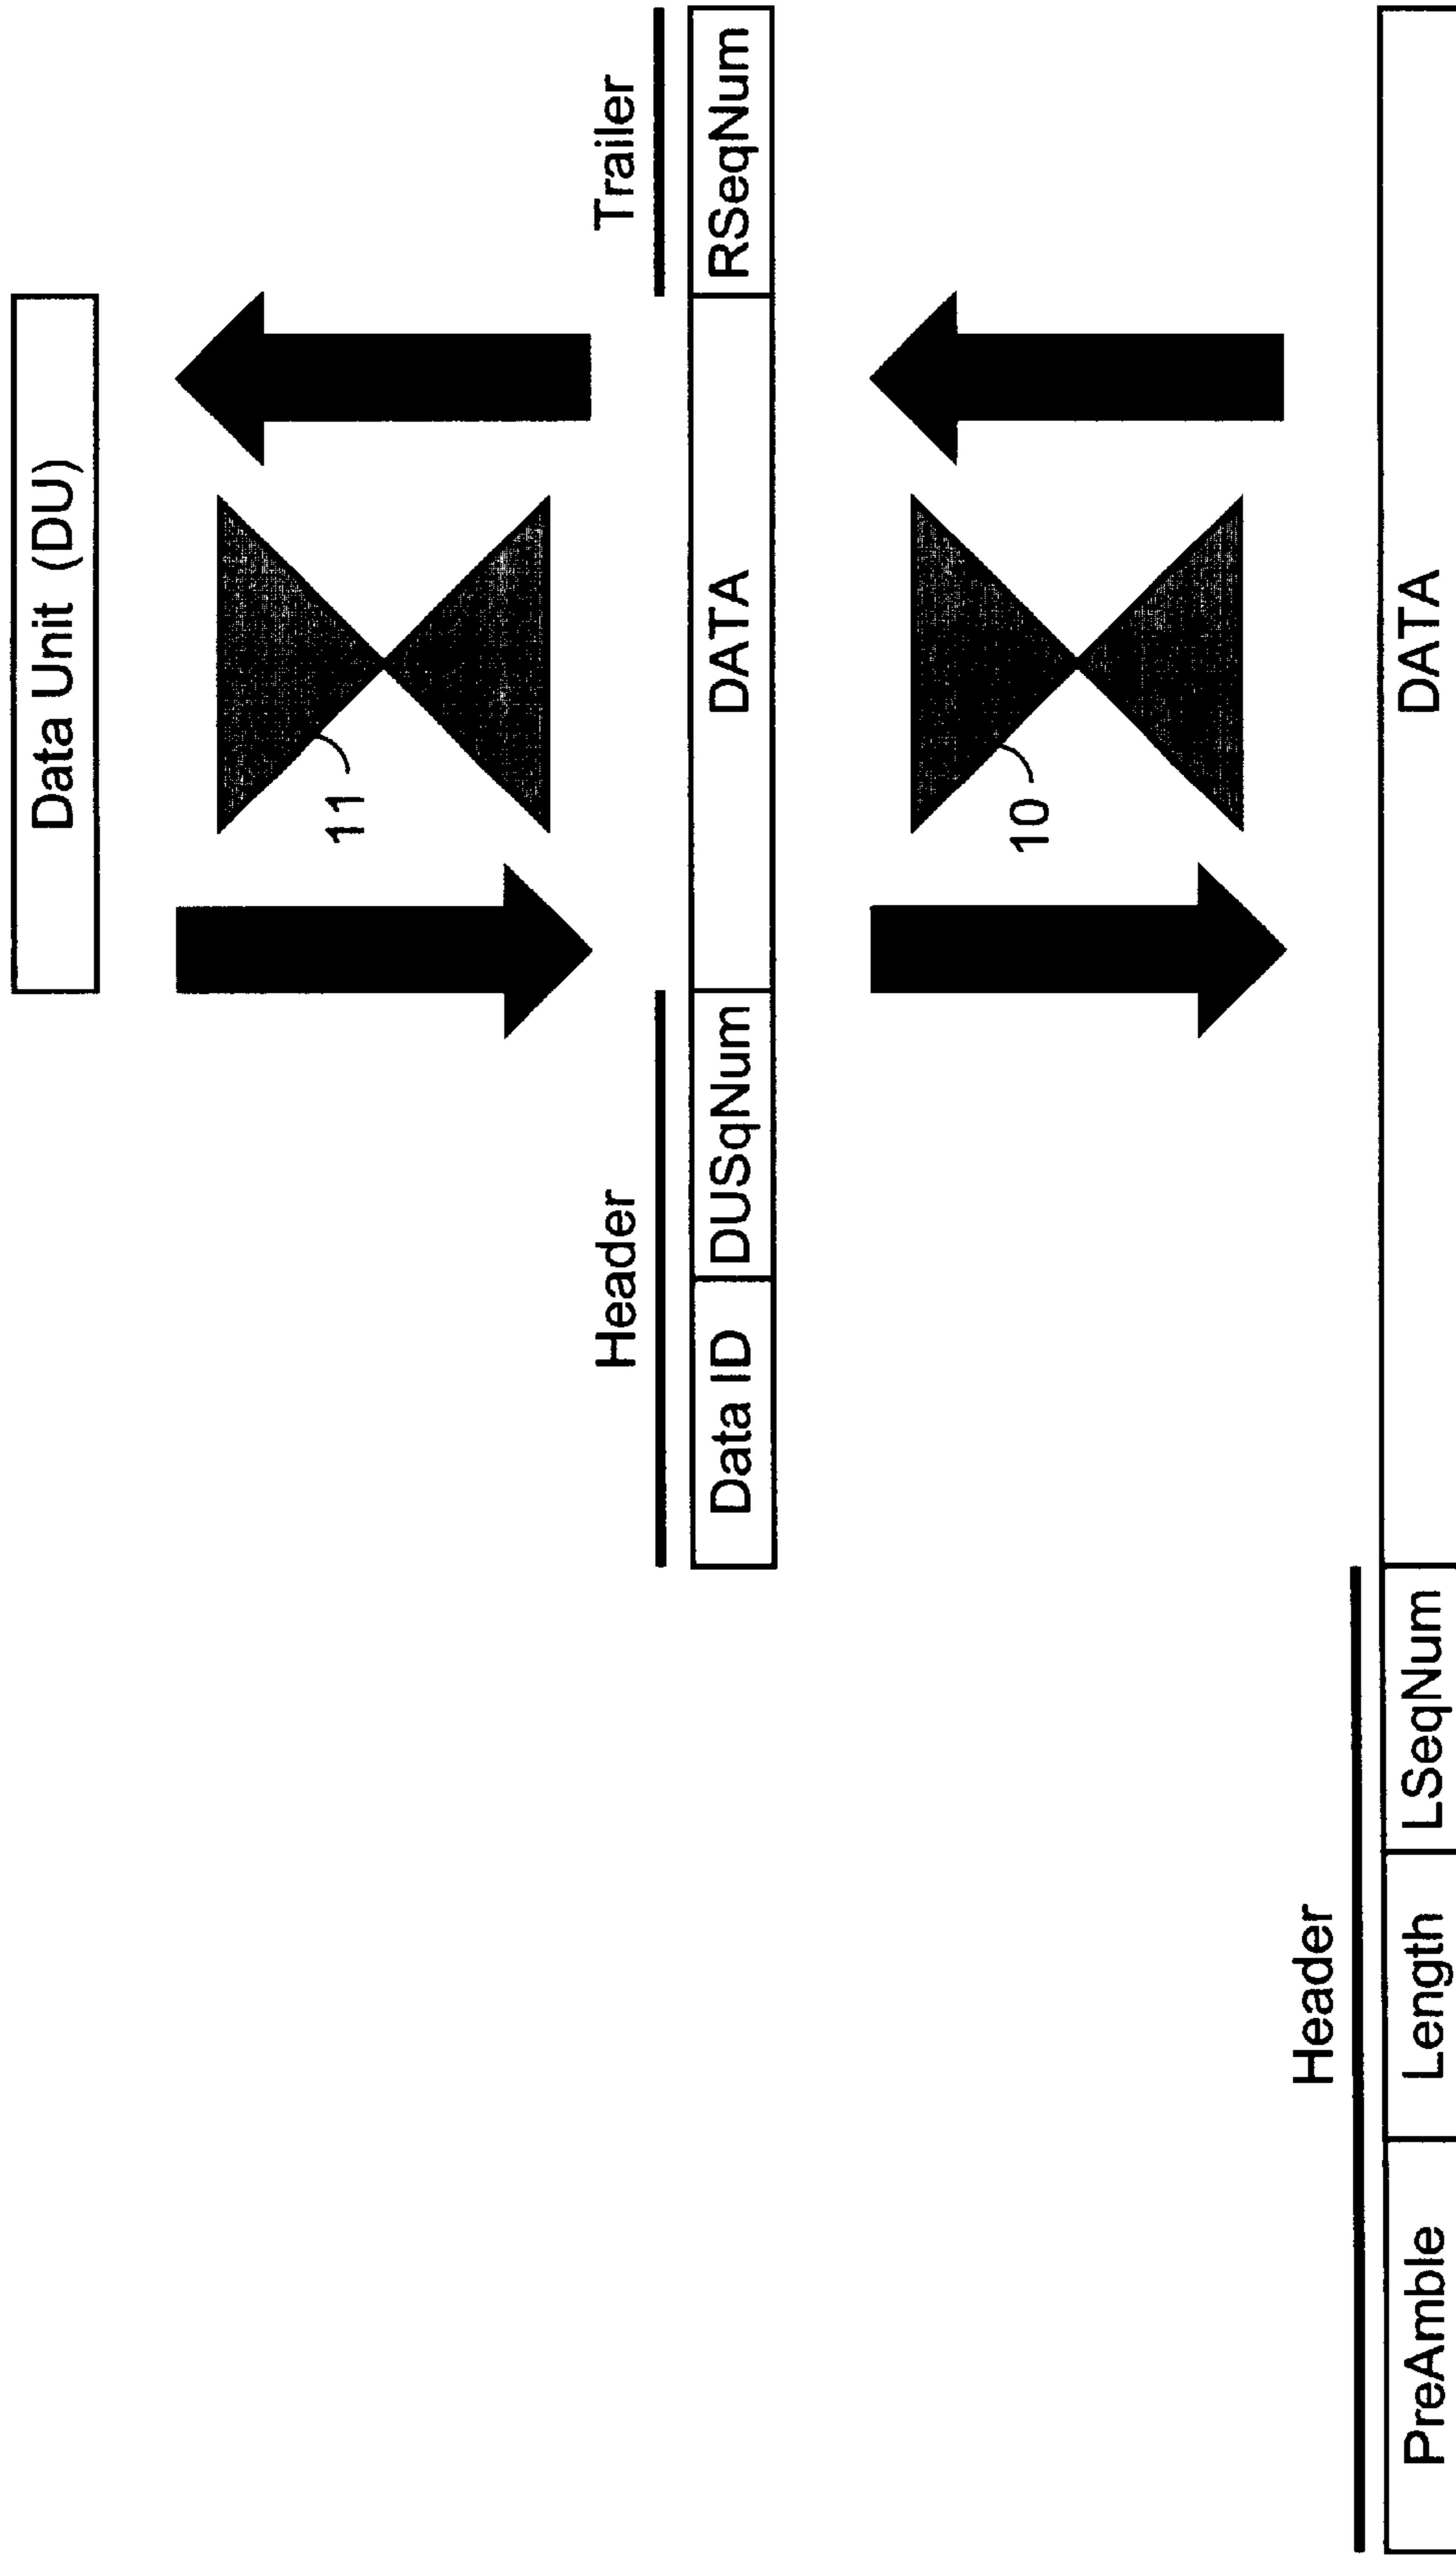 Data Unit (DU)
11
Header
Trailer
Data ID DUSqNum DATA RSeqNum
10
Header
PreAmble Length LSeqNum DATA